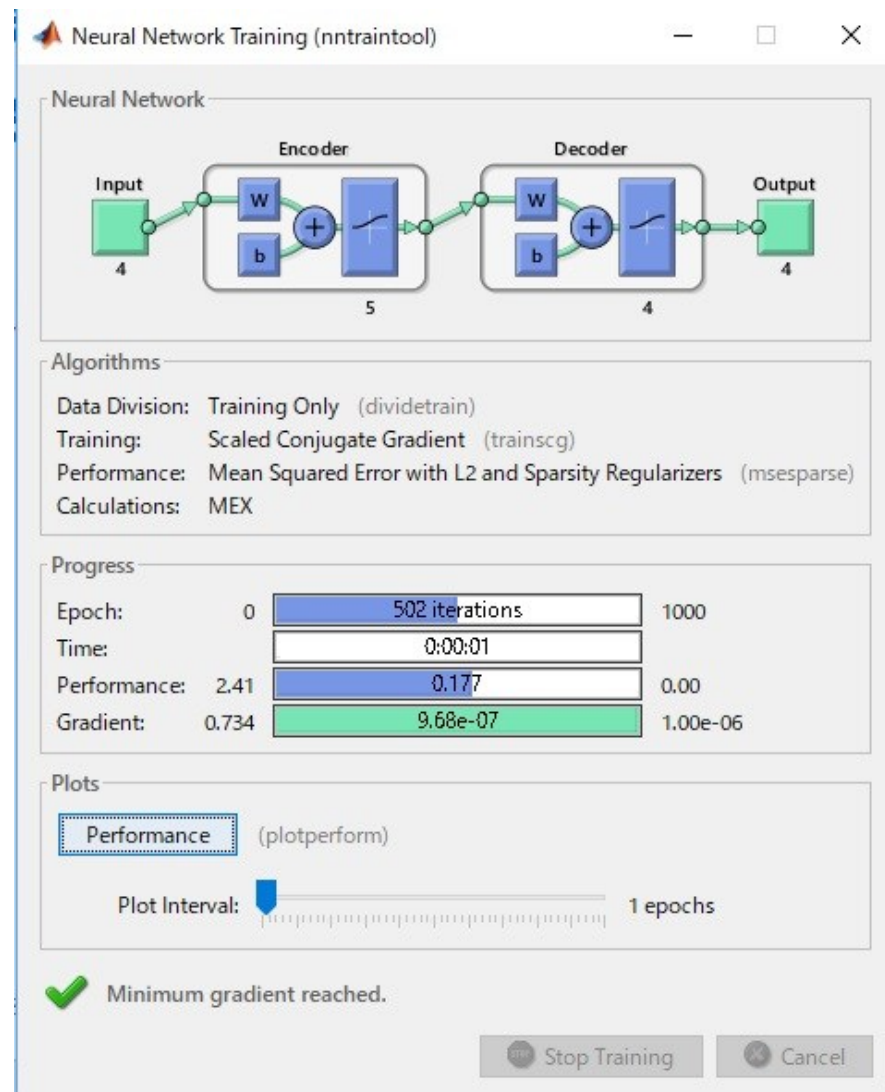 Neural Network Training (nntraintool)
Neural Network
Encoder
Decoder
Input
Output
W
W
+
+
b
b
4
4
5
4
Algorithms
Data Division: Training Only (dividetrain)
Training: Scaled Conjugate Gradient (trainscg)
Performance: Mean Squared Error with L2 and Sparsity Regularizers (msesparse)
Calculations: MEX
Progress
Epoch: 0 502 iterations 1000
Time: 0:00:01
Performance: 2.41 0.177 0.00
Gradient: 0.734 9.68e-07 1.00e-06
Plots
Performance (plotperform)
Plot Interval: 1 epochs
Minimum gradient reached.
Stop Training Cancel